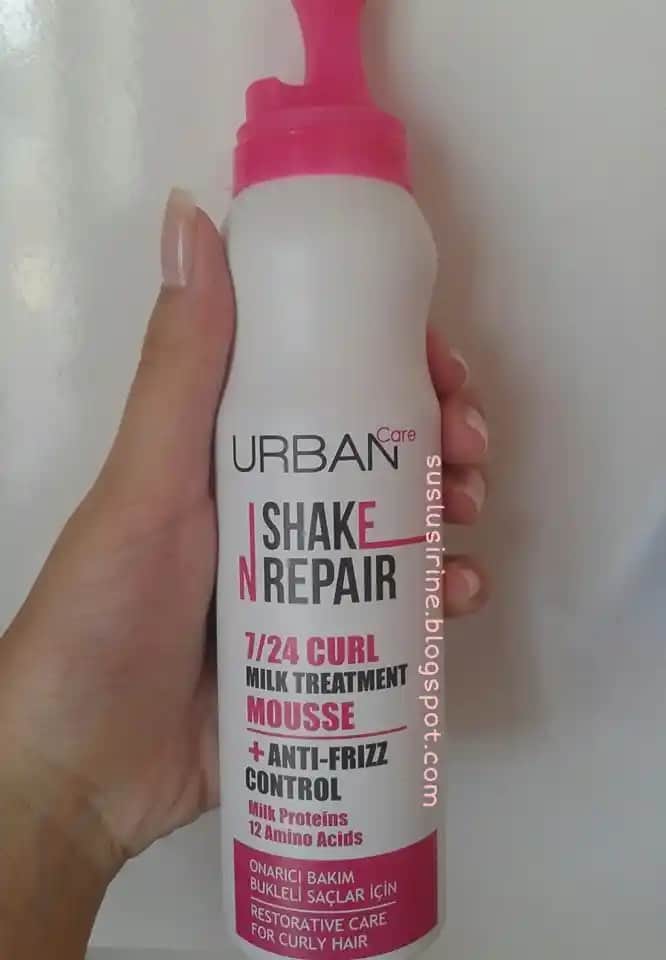 URBAN Care
SHAKE
N REPAIR
7/24 CURL
MILK TREATMENT
MOUSSE
+ ANTI-FRIZZ
CONTROL
Milk Proteins
12 Amino Acids
ONARICI BAKIM
BUKLELİ SAÇLAR İÇİN
RESTORATIVE CARE
FOR CURLY HAIR
suslusirine.blogspot.com